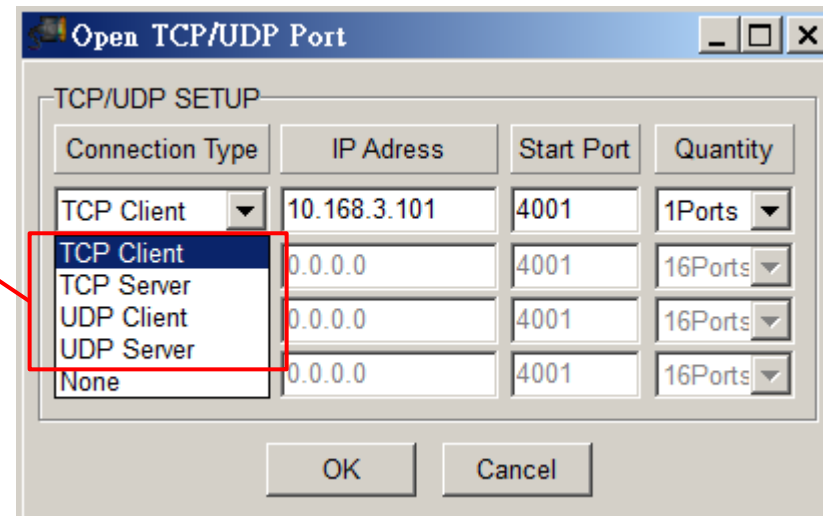 Open TCP/UDP Port
TCP/UDP SETUP
Connection Type IP Adress Start Port Quantity
TCP Client 10.168.3.101 4001 1Ports
TCP Client
TCP Server 0.0.0.0 4001 16Ports
UDP Client 0.0.0.0 4001 16Ports
UDP Server
None 0.0.0.0 4001 16Ports
OK Cancel